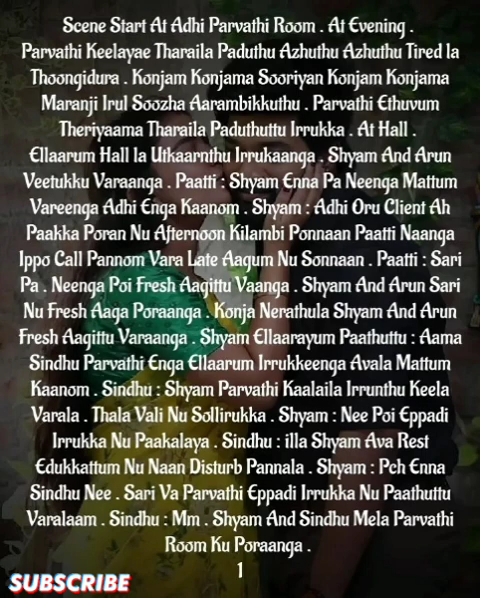 Scene Start At Adhi Parvathi Room . At Evening .
Parvathi Keelayae Tharaila Paduthu Azhuthu Azhuthu Tired la
Thoongidura . Konjam Konjama Sooriyan Konjam Konjama
Maranji Irul Soozha Aarambikkuthu . Parvathi Ethuvum
Theriyaama Tharaila Paduthuttu Irrukka . At Hall .
Ellaarum Hall la Utkaarnthu Irrukaanga . Shyam And Arun
Veetukku Varaanga . Paatti : Shyam Enna Pa Neenga Mattum
Vareenga Adhi Enga Kaanom . Shyam : Adhi Oru Client Ah
Paakka Poran Nu Afternoon Kilambi Ponnaan Paatti Naanga
Ippo Call Pannom Vara Late Aagum Nu Sonnaan . Paatti : Sari
Pa . Neenga Poi Fresh Aagittu Vaanga . Shyam And Arun Sari
Nu Fresh Aaga Poraanga . Konja Nerathula Shyam And Arun
Fresh Aagittu Varaanga . Shyam Ellaarayum Paathuttu : Aama
Sindhu Parvathi Enga Ellaarum Irrukkeenga Avala Mattum
Kaanom . Sindhu : Shyam Parvathi Kaalaila Irrunthu Keela
Varala . Thala Vali Nu Sollirukka . Shyam : Nee Poi Eppadi
Irrukka Nu Paakalaya . Sindhu : illa Shyam Ava Rest
Edukkattum Nu Naan Disturb Pannala . Shyam : Pch Enna
Sindhu Nee . Sari Va Parvathi Eppadi Irrukka Nu Paathuttu
Varalaam . Sindhu : Mm . Shyam And Sindhu Mela Parvathi
Room Ku Poraanga .
1
SUBSCRIBE